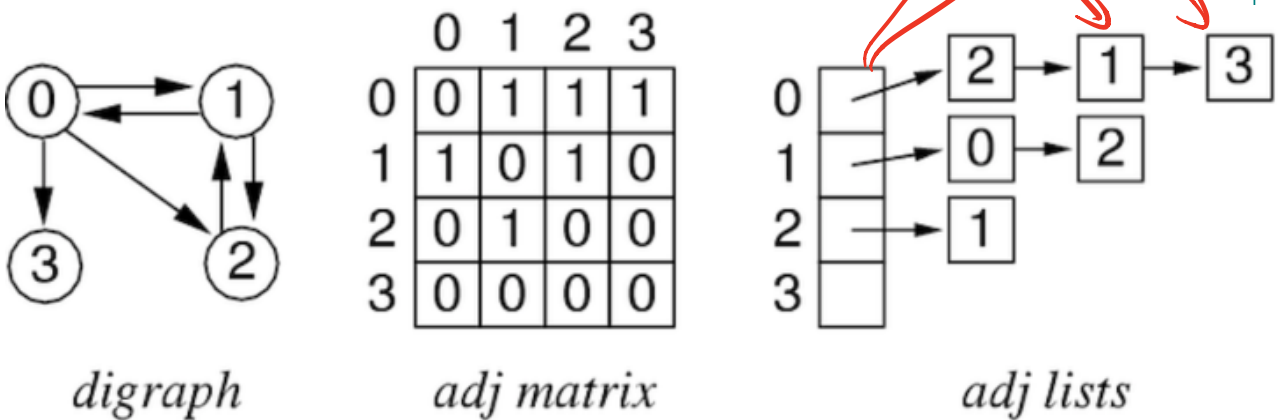 0 1 2 3
0 1 0 0 1 1 1 0 2 1 3
1 1 0 1 0 1 0 2
3 2 2 0 1 0 0 2 1
3 0 0 0 0 3
digraph adj matrix adj lists